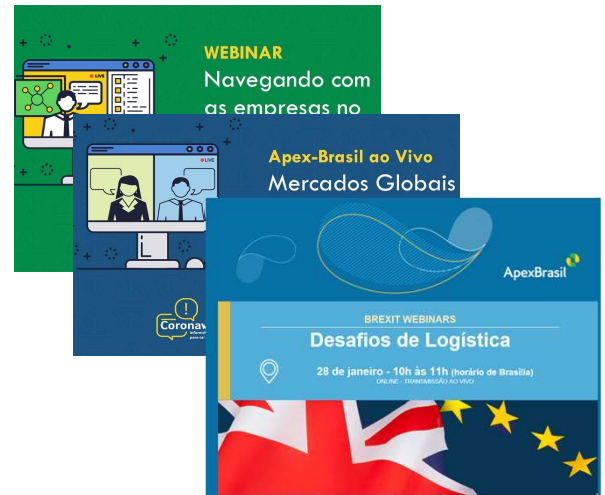 WEBINAR
Navegando com
as empresas no
LIVE
Apex-Brasil ao Vivo
Mercados Globais
LIVE
ApexBrasil
BREXIT WEBINARS
Desafios de Logística
28 de janeiro - 10h às 11h (horário de Brasília)
ONLINE - TRANSMISSÃO AO VIVO